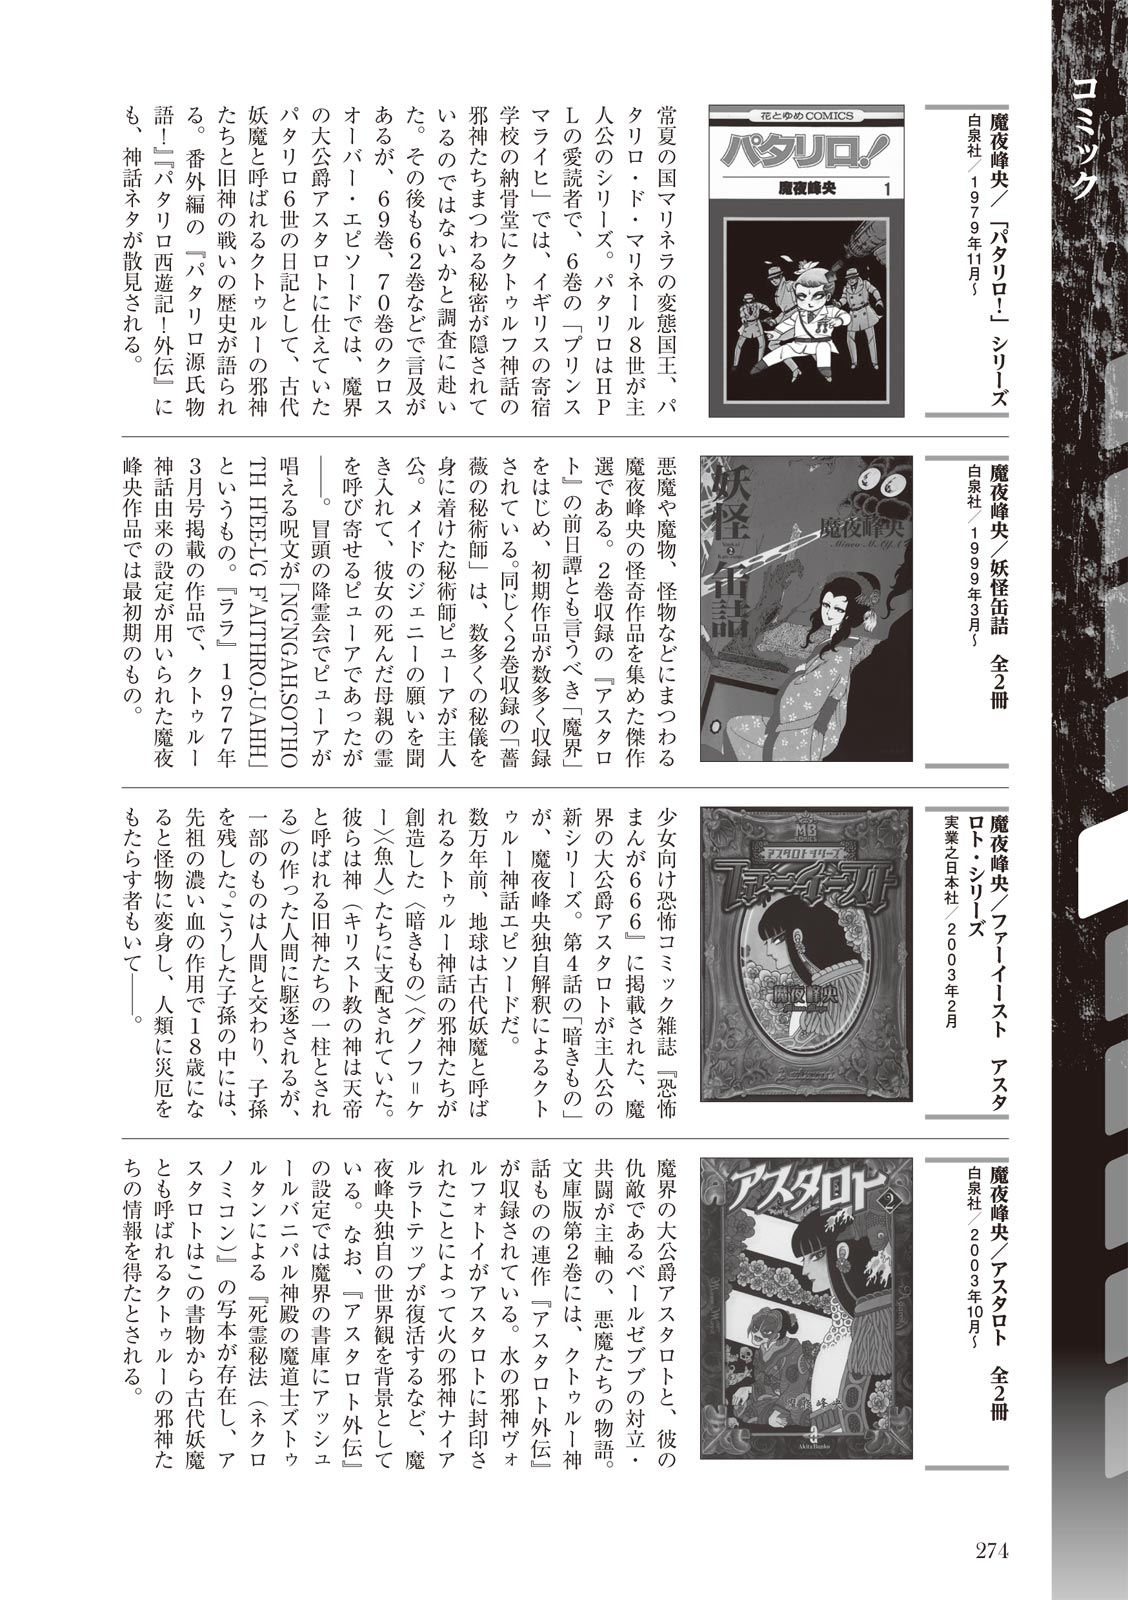 コミック
魔夜峰央／「パタリロ！」シリーズ
白泉社／1979年11月～
花とゆめCOMICS
パタリロ！
魔夜峰央
1
常夏の国マリネラの変態国王、パ
タリロ・ド・マリネール8世が主
人公のシリーズ。パタリロはHP
Lの愛読者で、6巻の「プリンス
マライヒ」では、イギリスの寄宿
学校の納骨堂にクトゥルフ神話の
邪神たちまつわる秘密が隠されて
いるのではないかと調査に赴い
た。その後も62巻などで言及が
あるが、69巻、70巻のクロス
オーバー・エピソードでは、魔界
の大公爵アスタロトに仕えていた
パタリロ6世の日記として、古代
妖魔と呼ばれるクトゥルーの邪神
たちと旧神の戦いの歴史が語られ
る。番外編の『パタリロ源氏物
語！』『パタリロ西遊記！外伝』に
も、神話ネタが散見される。
魔夜峰央／妖怪缶詰　全2冊
白泉社／1999年3月～
妖怪缶詰
2
魔夜峰央
Mineo MAYA
悪魔や魔物、怪物などにまつわる
魔夜峰央の怪奇作品を集めた傑作
選である。2巻収録の『アスタロ
ト』の前日譚とも言うべき「魔界」
をはじめ、初期作品が数多く収録
されている。同じく2巻収録の「薔
薇の秘術師」は、数多くの秘儀を
身に着けた秘術師ピューアが主人
公。メイドのジェニーの願いを聞
き入れて、彼女の死んだ母親の霊
を呼び寄せるピューアであったが
――。冒頭の降霊会でピューアが
唱える呪文が「NG'NGAH,SOTHO
TH HEE-L'G F'AITHRO,-UAHH」
というもの。『ララ』1977年
3月号掲載の作品で、クトゥルー
神話由来の設定が用いられた魔夜
峰央作品では最初期のもの。
魔夜峰央／ファーイースト　アスタ
ロト・シリーズ
実業之日本社／2003年2月
MB
アスタロトシリーズ
ファーイースト
魔夜峰央
少女向け恐怖コミック雑誌『恐怖
まんが666』に掲載された、魔
界の大公爵アスタロトが主人公の
新シリーズ。第4話の「暗きもの」
が、魔夜峰央独自解釈によるクト
ゥルー神話エピソードだ。
数万年前、地球は古代妖魔と呼ば
れるクトゥルー神話の邪神たちが
創造した〈暗きもの〉〈グノフ＝ケ
ー〉〈魚人〉たちに支配されていた。
彼らは神（キリスト教の神は天帝
と呼ばれる旧神たちの一柱とされ
る）の作った人間に駆逐されるが、
一部のものは人間と交わり、子孫
を残した。こうした子孫の中には、
先祖の濃い血の作用で18歳にな
ると怪物に変身し、人類に災厄を
もたらす者もいて――。
魔夜峰央／アスタロト　全2冊
白泉社／2003年10月～
アスタロト
2
魔夜峰央
Akita Bunko
魔界の大公爵アスタロトと、彼の
仇敵であるベールゼブブの対立・
共闘が主軸の、悪魔たちの物語。
文庫版第2巻には、クトゥルー神
話ものの連作『アスタロト外伝』
が収録されている。水の邪神ヴォ
ルフォトイがアスタロトに封印さ
れたことによって火の邪神ナイア
ルラトテップが復活するなど、魔
夜峰央独自の世界観を背景として
いる。なお、『アスタロト外伝』
の設定では魔界の書庫にアッシュ
ールバニパル神殿の魔道士ズトゥ
ルタンによる『死霊秘法（ネクロ
ノミコン）』の写本が存在し、ア
スタロトはこの書物から古代妖魔
とも呼ばれるクトゥルーの邪神た
ちの情報を得たとされる。
274